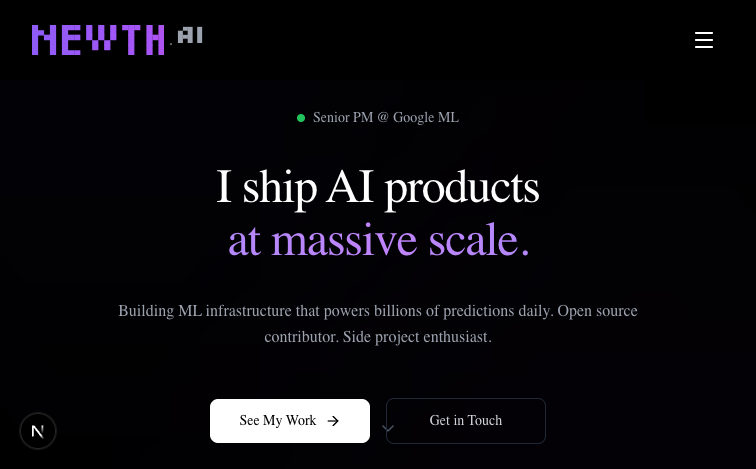 NEWTH.AI
Senior PM @ Google ML
I ship AI products
at massive scale.
Building ML infrastructure that powers billions of predictions daily. Open source
contributor. Side project enthusiast.
See My Work →
Get in Touch
N